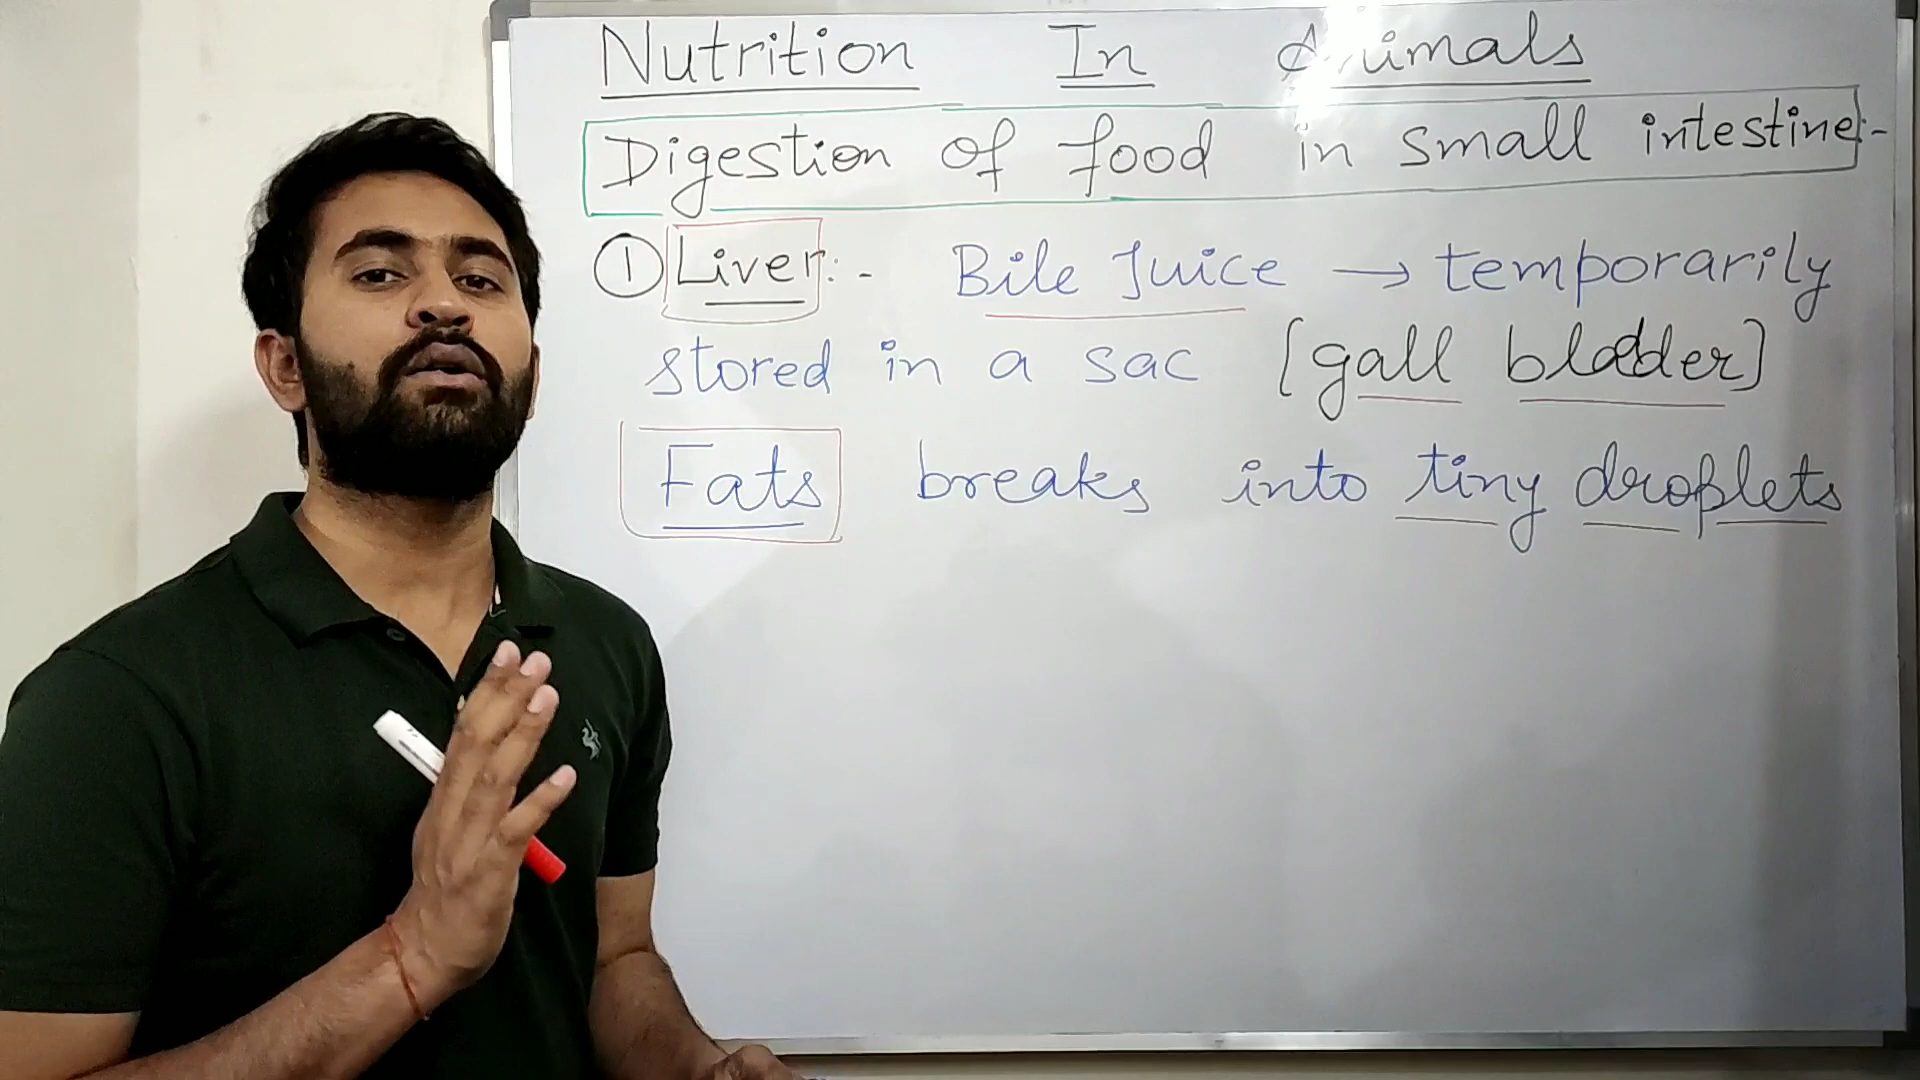 Nutrition In Animals
Digestion of food in small intestine:-
① Liver:- Bile Juice → temporarily
stored in a sac [gall bladder]
Fats breaks into tiny droplets